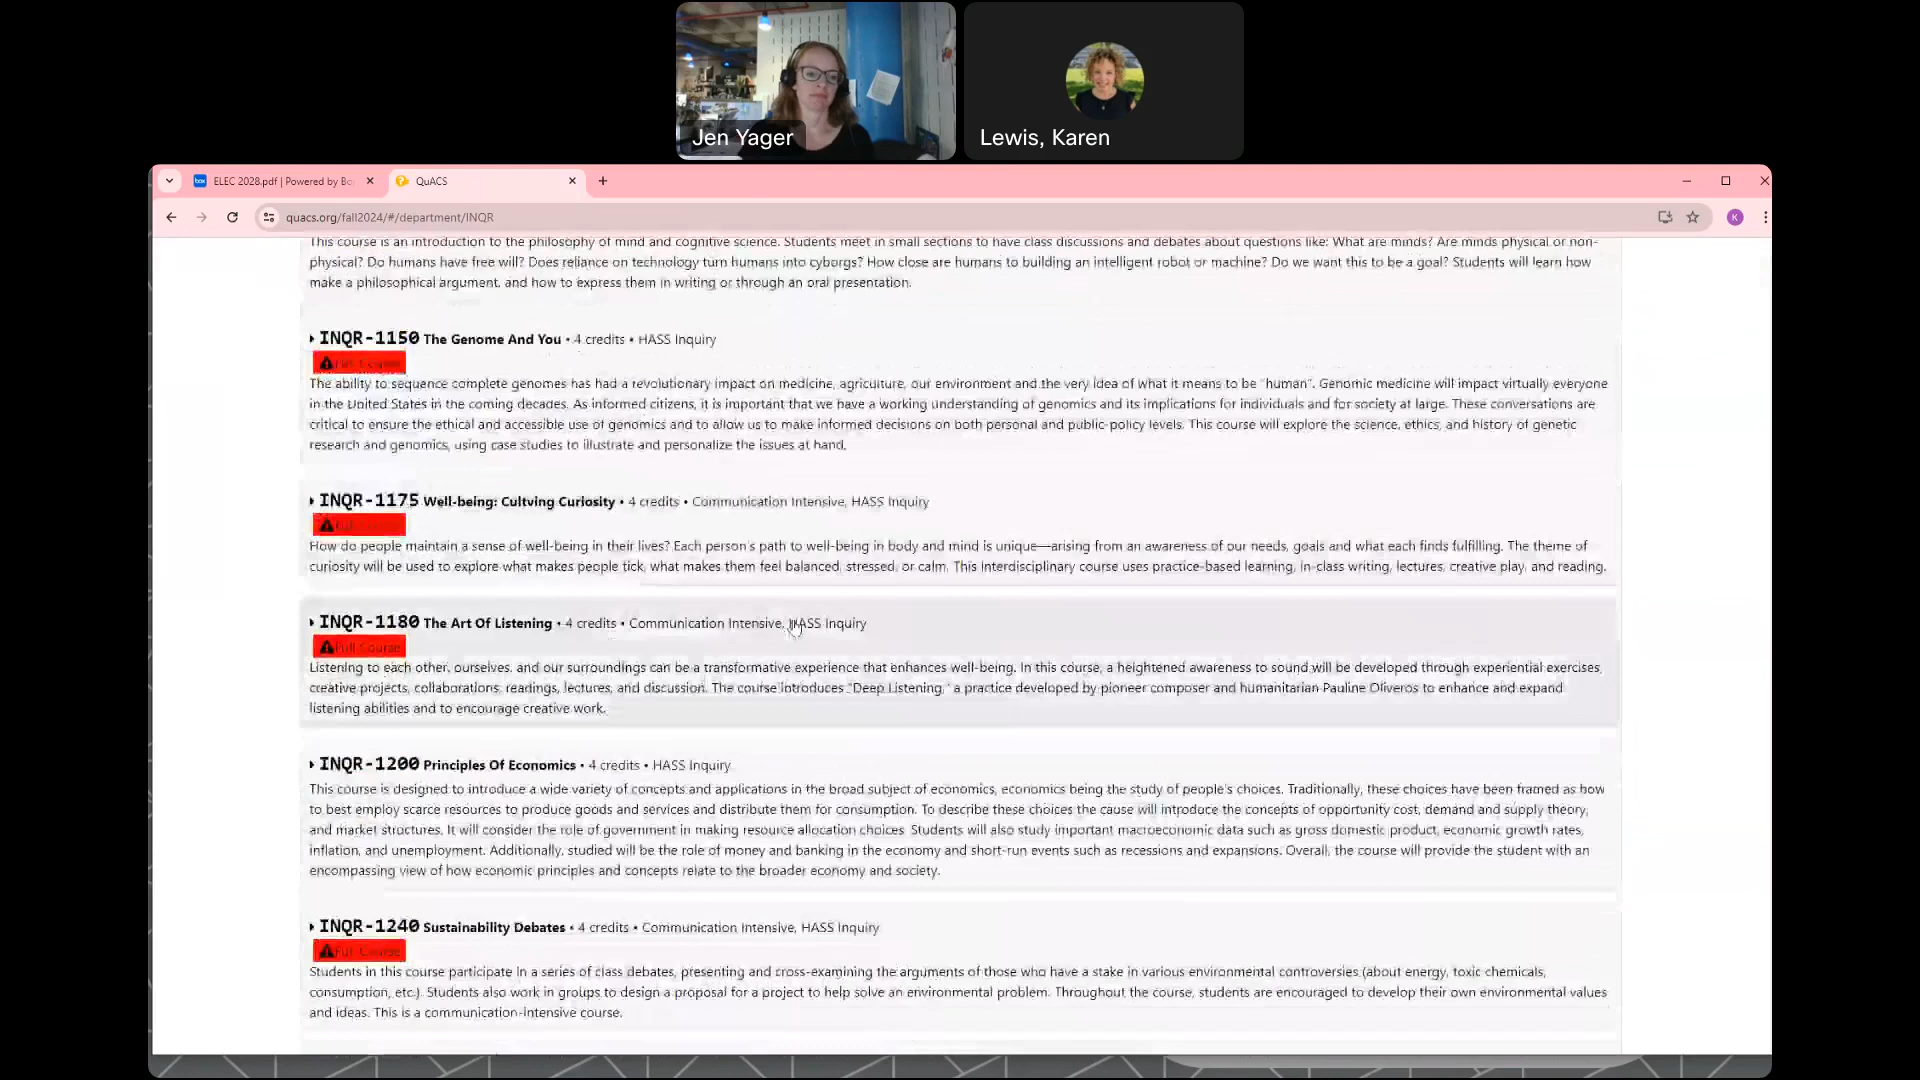 Jen Yager
Lewis, Karen
ELEC 2028.pdf | Powered by Bo
QuACS
quacs.org/fall2024/#/department/INQR
K
This course is an introduction to the philosophy of mind and cognitive science. Students meet in small sections to have class discussions and debates about questions like: What are minds? Are minds physical or non-
physical? Do humans have free will? Does reliance on technology turn humans into cyborgs? How close are humans to building an intelligent robot or machine? Do we want this to be a goal? Students will learn how
make a philosophical argument, and how to express them in writing or through an oral presentation.
INQR-1150 The Genome And You • 4 credits • HASS Inquiry
The ability to sequence complete genomes has had a revolutionary impact on medicine, agriculture, our environment and the very idea of what it means to be "human". Genomic medicine will impact virtually everyone
in the United States in the coming decades. As informed citizens, it is important that we have a working understanding of genomics and its implications for individuals and for society at large. These conversations are
critical to ensure the ethical and accessible use of genomics and to allow us to make informed decisions on both personal and public-policy levels. This course will explore the science, ethics, and history of genetic
research and genomics, using case studies to illustrate and personalize the issues at hand.
INQR-1175 Well-being: Cultving Curiosity • 4 credits • Communication Intensive, HASS Inquiry
How do people maintain a sense of well-being in their lives? Each person's path to well-being in body and mind is unique—arising from an awareness of our needs, goals and what each finds fulfilling. The theme of
curiosity will be used to explore what makes people tick, what makes them feel balanced, stressed, or calm. This interdisciplinary course uses practice-based learning, in-class writing, lectures, creative play, and reading.
INQR-1180 The Art Of Listening • 4 credits • Communication Intensive, HASS Inquiry
Full Course
Listening to each other, ourselves, and our surroundings can be a transformative experience that enhances well-being. In this course, a heightened awareness to sound will be developed through experiential exercises,
creative projects, collaborations, readings, lectures, and discussion. The course introduces "Deep Listening," a practice developed by pioneer composer and humanitarian Pauline Oliveros to enhance and expand
listening abilities and to encourage creative work.
INQR-1200 Principles Of Economics • 4 credits • HASS Inquiry
This course is designed to introduce a wide variety of concepts and applications in the broad subject of economics, economics being the study of people's choices. Traditionally, these choices have been framed as how
to best employ scarce resources to produce goods and services and distribute them for consumption. To describe these choices the cause will introduce the concepts of opportunity cost, demand and supply theory,
and market structures. It will consider the role of government in making resource allocation choices. Students will also study important macroeconomic data such as gross domestic product, economic growth rates,
inflation, and unemployment. Additionally, studied will be the role of money and banking in the economy and short-run events such as recessions and expansions. Overall, the course will provide the student with an
encompassing view of how economic principles and concepts relate to the broader economy and society.
INQR-1240 Sustainability Debates • 4 credits • Communication Intensive, HASS Inquiry
Students in this course participate in a series of class debates, presenting and cross-examining the arguments of those who have a stake in various environmental controversies (about energy, toxic chemicals,
consumption, etc.). Students also work in groups to design a proposal for a project to help solve an environmental problem. Throughout the course, students are encouraged to develop their own environmental values
and ideas. This is a communication-intensive course.